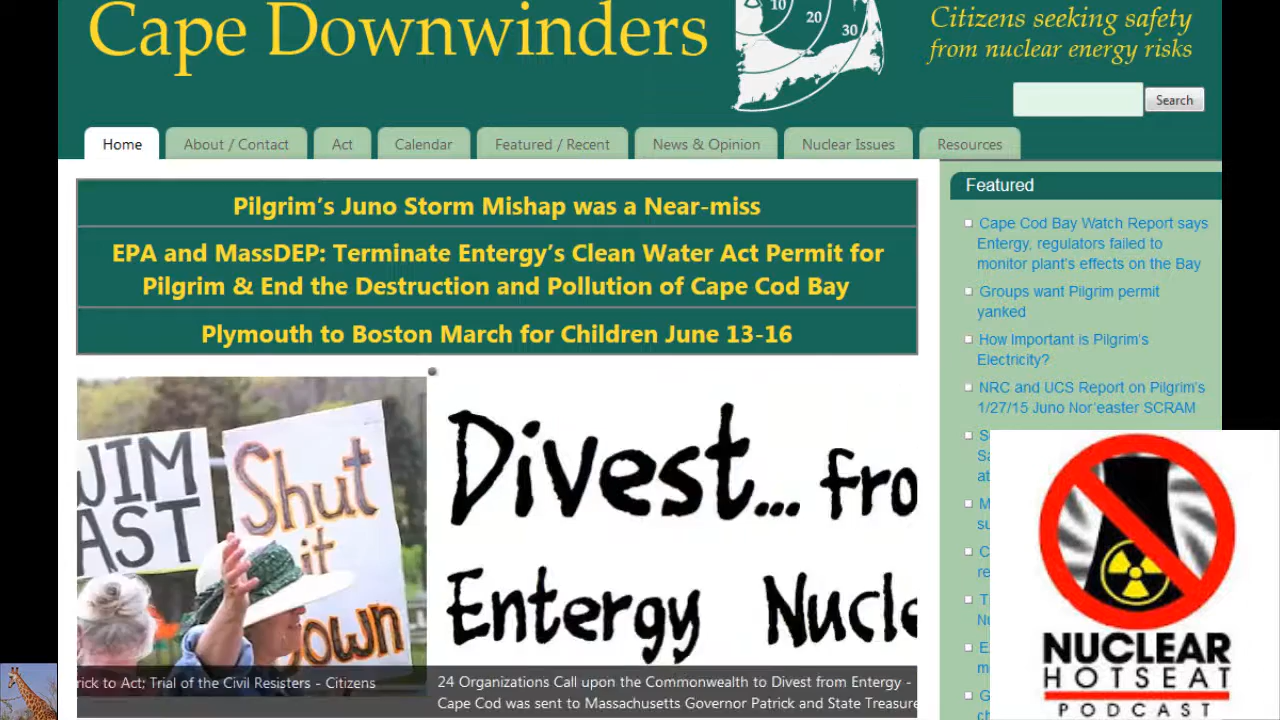 Cape Downwinders
10
20
30
Citizens seeking safety
from nuclear energy risks
Search
Home
About / Contact
Act
Calendar
Featured / Recent
News & Opinion
Nuclear Issues
Resources
Pilgrim's Juno Storm Mishap was a Near-miss
EPA and MassDEP: Terminate Entergy's Clean Water Act Permit for
Pilgrim & End the Destruction and Pollution of Cape Cod Bay
Plymouth to Boston March for Children June 13-16
Featured
Cape Cod Bay Watch Report says
Entergy, regulators failed to
monitor plant's effects on the Bay
Groups want Pilgrim permit
yanked
How Important is Pilgrim's
Electricity?
NRC and UCS Report on Pilgrim's
1/27/15 Juno Nor'easter SCRAM
Shut
it
Divest... fro
Entergy Nucle
to Act; Trial of the Civil Resisters - Citizens
24 Organizations Call upon the Commonwealth to Divest from Entergy -
Cape Cod was sent to Massachusetts Governor Patrick and State Treasure
NUCLEAR
HOTSEAT
PODCAST